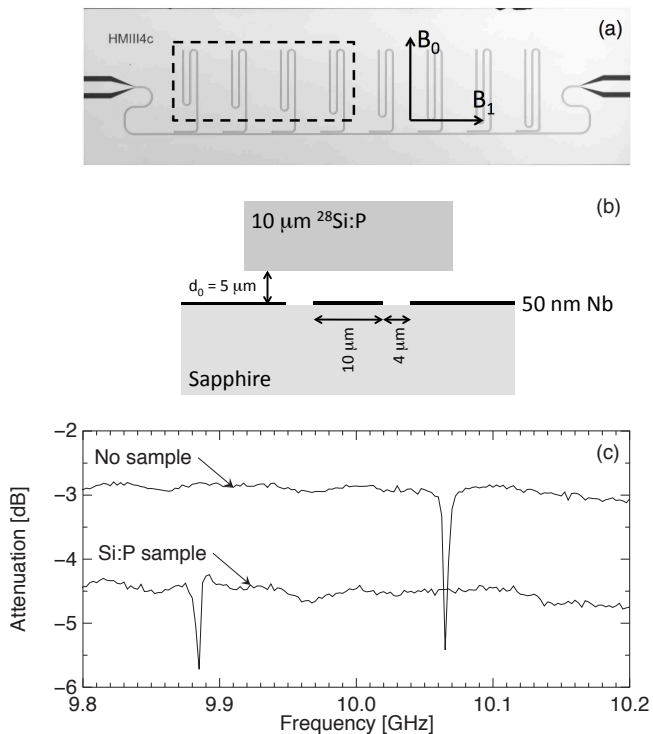 HMIII4c
(a)
B₀
B₁
(b)
10 μm ²⁸Si:P
d₀ = 5 μm
50 nm Nb
10 μm
4 μm
Sapphire
(c)
No sample
Si:P sample
Attenuation [dB]
−2
−3
−4
−5
−6
9.8
9.9
10.0
10.1
10.2
Frequency [GHz]